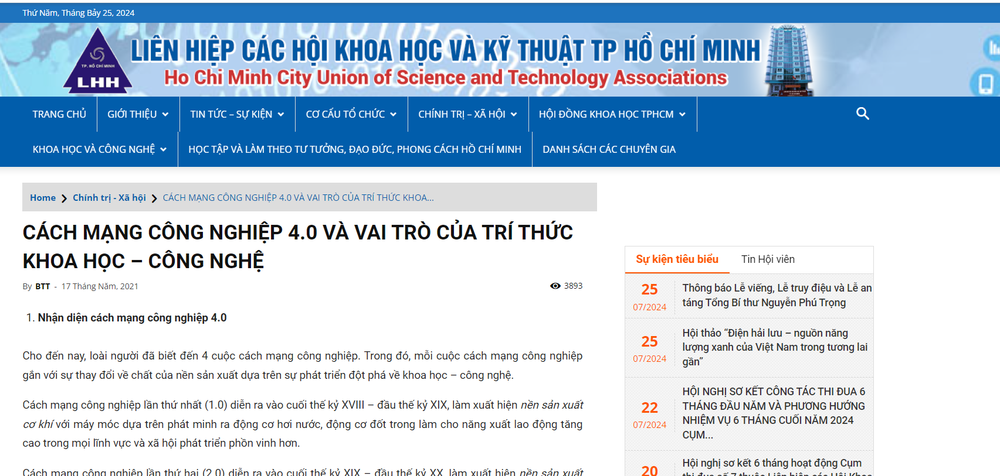 Thứ Năm, Tháng Bảy 25, 2024
TP. HỒ CHÍ MINH
LHH
LIÊN HIỆP CÁC HỘI KHOA HỌC VÀ KỸ THUẬT TP HỒ CHÍ MINH
Ho Chi Minh City Union of Science and Technology Associations
TRANG CHỦ GIỚI THIỆU TIN TỨC – SỰ KIỆN CƠ CẤU TỔ CHỨC CHÍNH TRỊ – XÃ HỘI HỘI ĐỒNG KHOA HỌC TPHCM
KHOA HỌC VÀ CÔNG NGHỆ HỌC TẬP VÀ LÀM THEO TƯ TƯỞNG, ĐẠO ĐỨC, PHONG CÁCH HỒ CHÍ MINH DANH SÁCH CÁC CHUYÊN GIA
Home Chính trị - Xã hội CÁCH MẠNG CÔNG NGHIỆP 4.0 VÀ VAI TRÒ CỦA TRÍ THỨC KHOA...
CÁCH MẠNG CÔNG NGHIỆP 4.0 VÀ VAI TRÒ CỦA TRÍ THỨC
KHOA HỌC – CÔNG NGHỆ
By BTT - 17 Tháng Năm, 2021 3893
1. Nhận diện cách mạng công nghiệp 4.0
Cho đến nay, loài người đã biết đến 4 cuộc cách mạng công nghiệp. Trong đó, mỗi cuộc cách mạng công nghiệp
gắn với sự thay đổi về chất của nền sản xuất dựa trên sự phát triển đột phá về khoa học – công nghệ.
Cách mạng công nghiệp lần thứ nhất (1.0) diễn ra vào cuối thế kỷ XVIII – đầu thế kỷ XIX, làm xuất hiện nền sản xuất
cơ khí với máy móc dựa trên phát minh ra động cơ hơi nước, động cơ đốt trong làm cho năng xuất lao động tăng
cao trong mọi lĩnh vực và xã hội phát triển phồn vinh hơn.
Cách mạng công nghiệp lần thứ hai (2.0) diễn ra vào cuối thế kỷ XIX – đầu thế kỷ XX, làm xuất hiện nền sản xuất
Sự kiện tiêu biểu Tin Hội viên
25
07/2024
Thông báo Lễ viếng, Lễ truy điệu và Lễ an
táng Tổng Bí thư Nguyễn Phú Trọng
25
07/2024
Hội thảo “Điện hải lưu – nguồn năng
lượng xanh của Việt Nam trong tương lai
gần”
22
07/2024
HỘI NGHỊ SƠ KẾT CÔNG TÁC THI ĐUA 6
THÁNG ĐẦU NĂM VÀ PHƯƠNG HƯỚNG
NHIỆM VỤ 6 THÁNG CUỐI NĂM 2024
CỤM...
20
Hội nghị sơ kết 6 tháng hoạt động Cụm
thi đua số 7 thuộc Liên hiệp các Hội Khoa